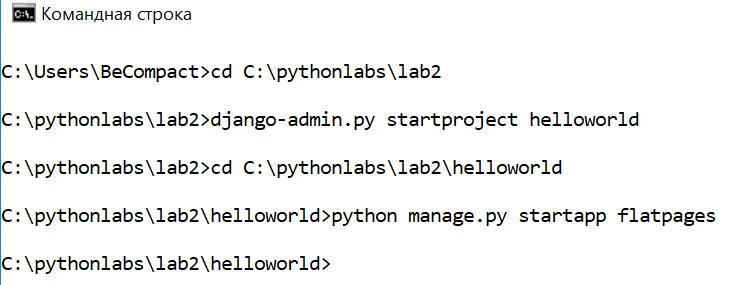 Командная строка
C:\Users\BeCompact>cd C:\pythonlabs\lab2
C:\pythonlabs\lab2>django-admin.py startproject helloworld
C:\pythonlabs\lab2>cd C:\pythonlabs\lab2\helloworld
C:\pythonlabs\lab2\helloworld>python manage.py startapp flatpages
C:\pythonlabs\lab2\helloworld>